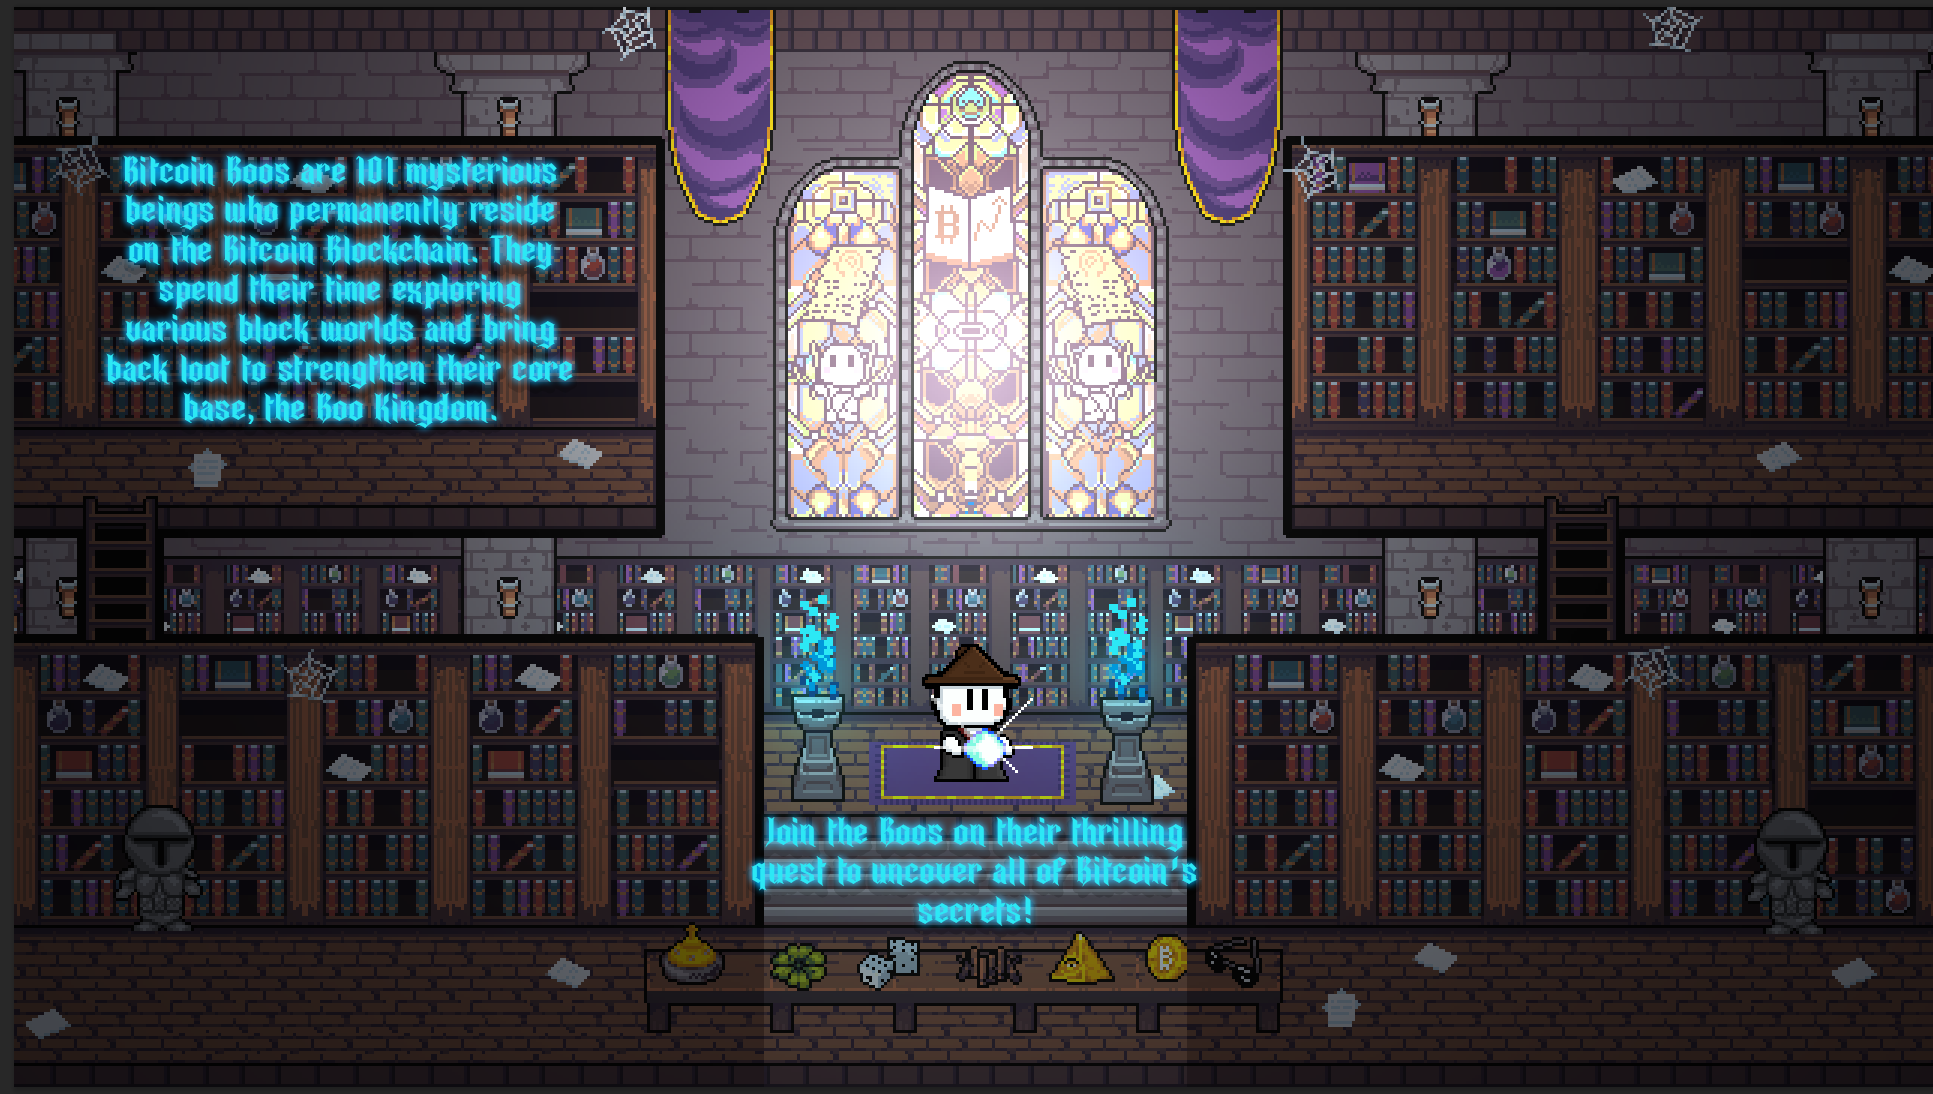 Bitcoin Boos are 101 mysterious
beings who permanently reside
on the Bitcoin Blockchain. They
spend their time exploring
various block worlds and bring
back loot to strengthen their core
base, the Boo Kingdom.
Join the Boos on their thrilling
quest to uncover all of Bitcoin's
secrets!